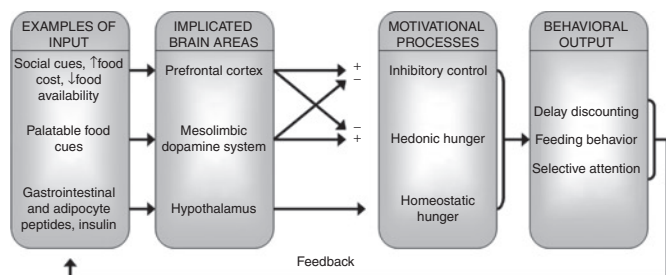 EXAMPLES OF
INPUT
Social cues, ↑food
cost, ↓food
availability
Palatable food
cues
Gastrointestinal
and adipocyte
peptides, insulin
IMPLICATED
BRAIN AREAS
Prefrontal cortex
Mesolimbic
dopamine system
Hypothalamus
+
−
−
+
MOTIVATIONAL
PROCESSES
Inhibitory control
Hedonic hunger
Homeostatic
hunger
BEHAVIORAL
OUTPUT
Delay discounting
Feeding behavior
Selective attention
Feedback